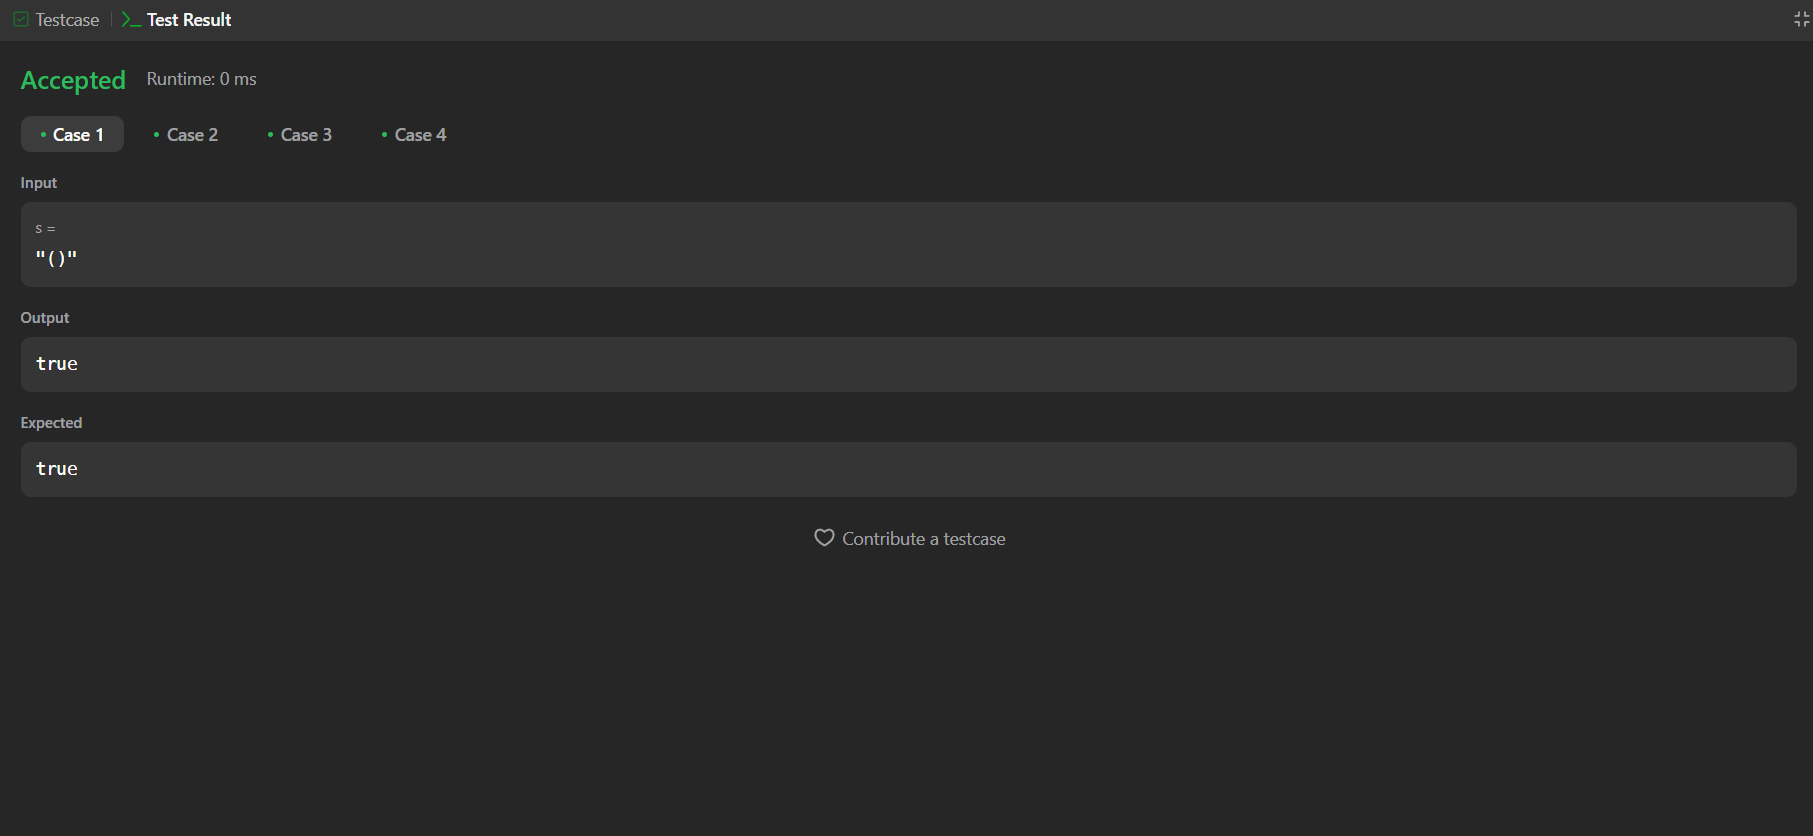 Testcase
Test Result
Accepted Runtime: 0 ms
Case 1 Case 2 Case 3 Case 4
Input
s =
"()"
Output
true
Expected
true
Contribute a testcase